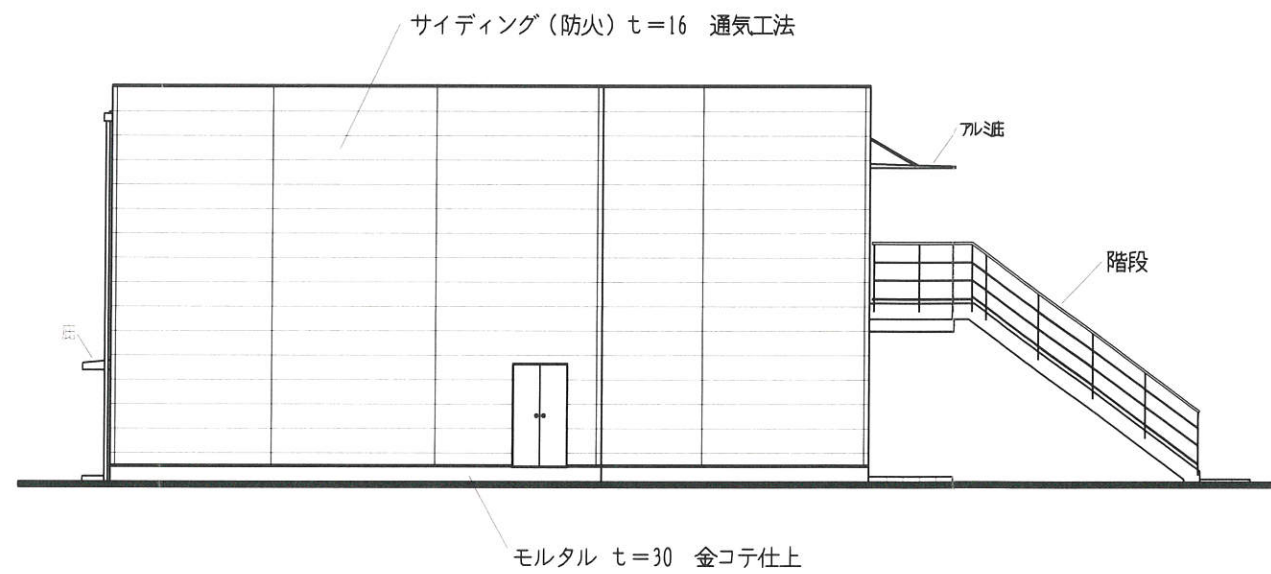 サイディング（防火）t＝16　通気工法
アルミ庇
階段
庇
モルタル　t＝30　金コテ仕上